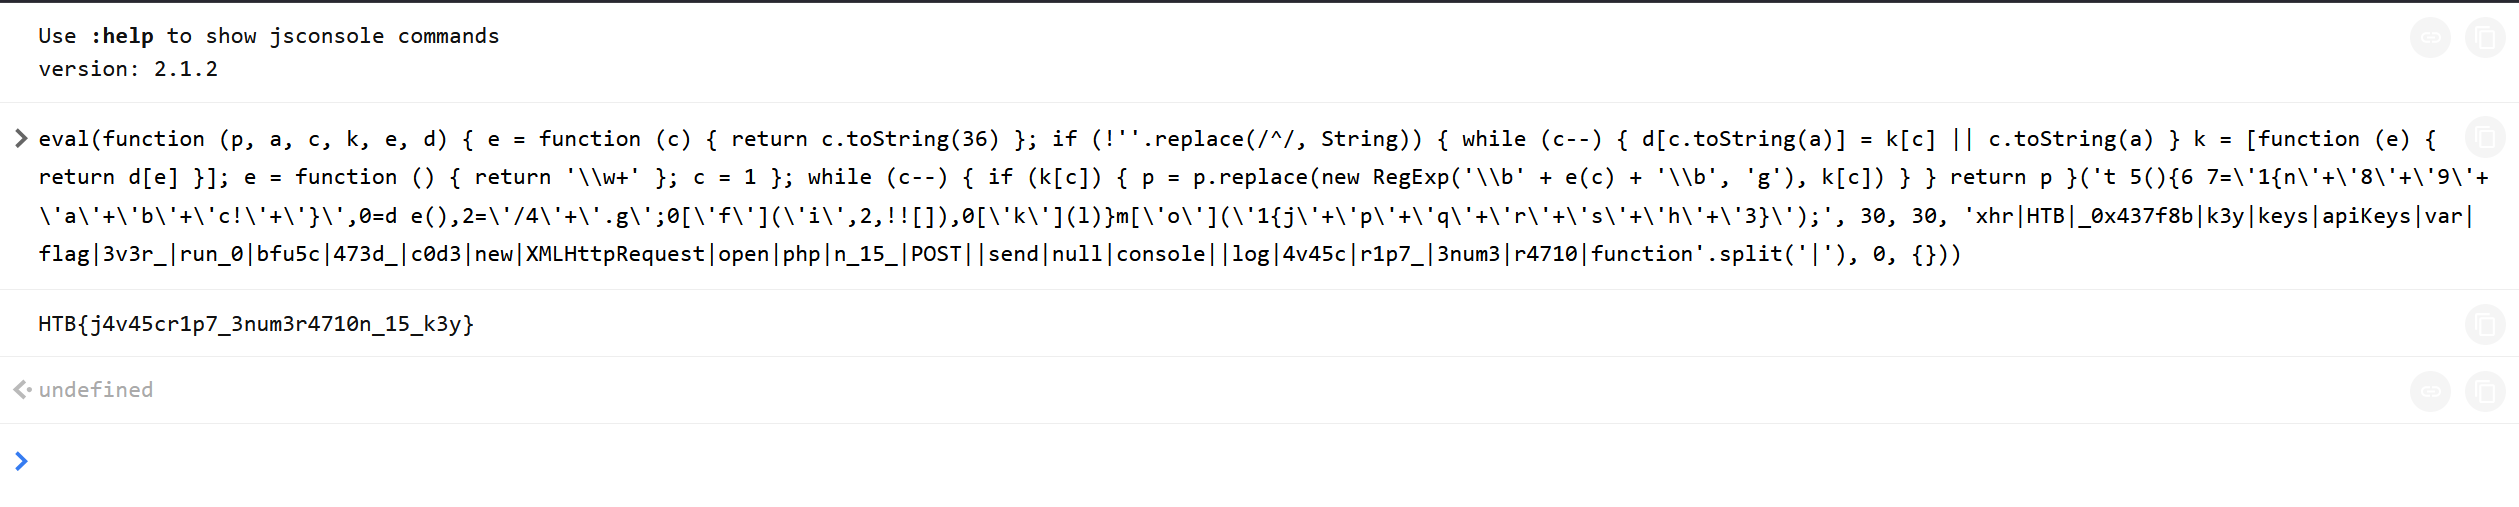 Use :help to show jsconsole commands
version: 2.1.2
eval(function (p, a, c, k, e, d) { e = function (c) { return c.toString(36) }; if (!''.replace(/^/, String)) { while (c--) { d[c.toString(a)] = k[c] || c.toString(a) } k = [function (e) {
return d[e] }]; e = function () { return '\\w+' }; c = 1 }; while (c--) { if (k[c]) { p = p.replace(new RegExp('\\b' + e(c) + '\\b', 'g'), k[c]) } } return p }('t 5(){6 7=\'1{n\'+\'8\'+\'9\'+
\'a\'+\'b\'+\'c!\'+\'}\',0=d e(),2=\'/4\'+\'.g\';0[\'f\'](\'i\',2,!![]),0[\'k\'](l)}m[\'o\'](\'1{j\'+\'p\'+\'q\'+\'r\'+\'s\'+\'h\'+\'3}\');', 30, 30, 'xhr|HTB|_0x437f8b|k3y|keys|apiKeys|var|
flag|3v3r_|run_0|bfu5c|473d_|c0d3|new|XMLHttpRequest|open|php|n_15_|POST||send|null|console||log|4v45c|r1p7_|3num3|r4710|function'.split('|'), 0, {}))
HTB{j4v45cr1p7_3num3r4710n_15_k3y}
undefined